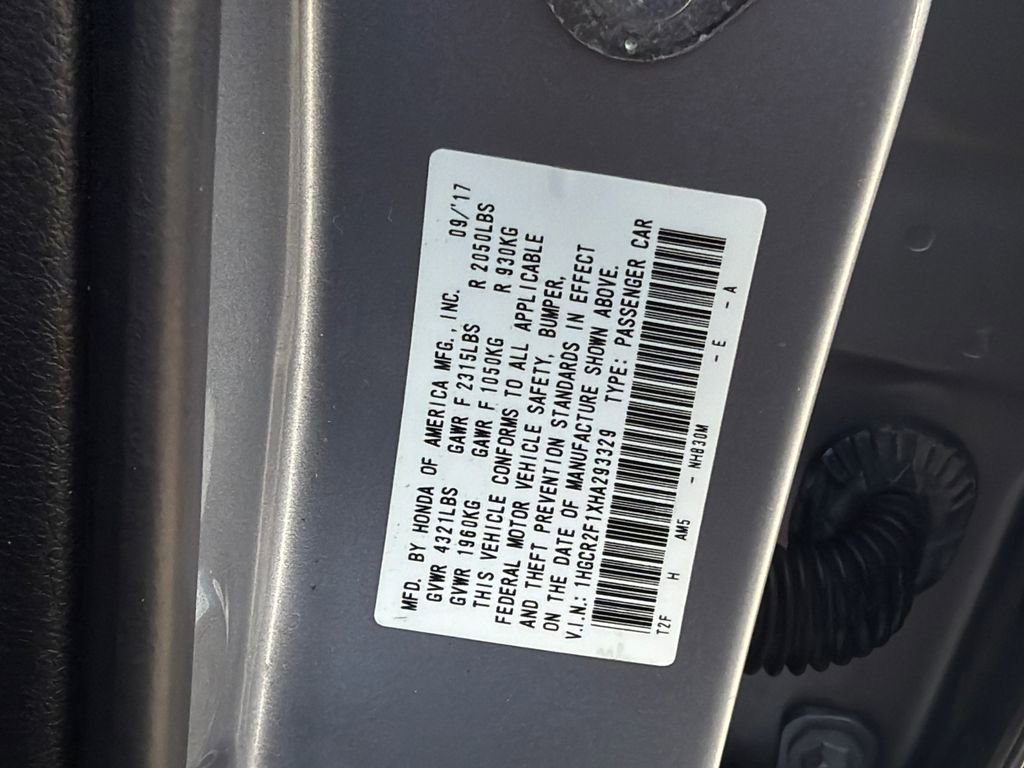 MFD. BY HONDA OF AMERICA MFG., INC. 09/'17
GVWR 4321LBS GAWR F 2315LBS R 2050LBS
GVWR 1960KG GAWR F 1050KG R 930KG
THIS VEHICLE CONFORMS TO ALL APPLICABLE
FEDERAL MOTOR VEHICLE SAFETY, BUMPER,
AND THEFT PREVENTION STANDARDS IN EFFECT
ON THE DATE OF MANUFACTURE SHOWN ABOVE.
V.I.N.: 1HGCR2F1XHA293329 TYPE: PASSENGER CAR
T2F H AM5 - NH830M - E - A